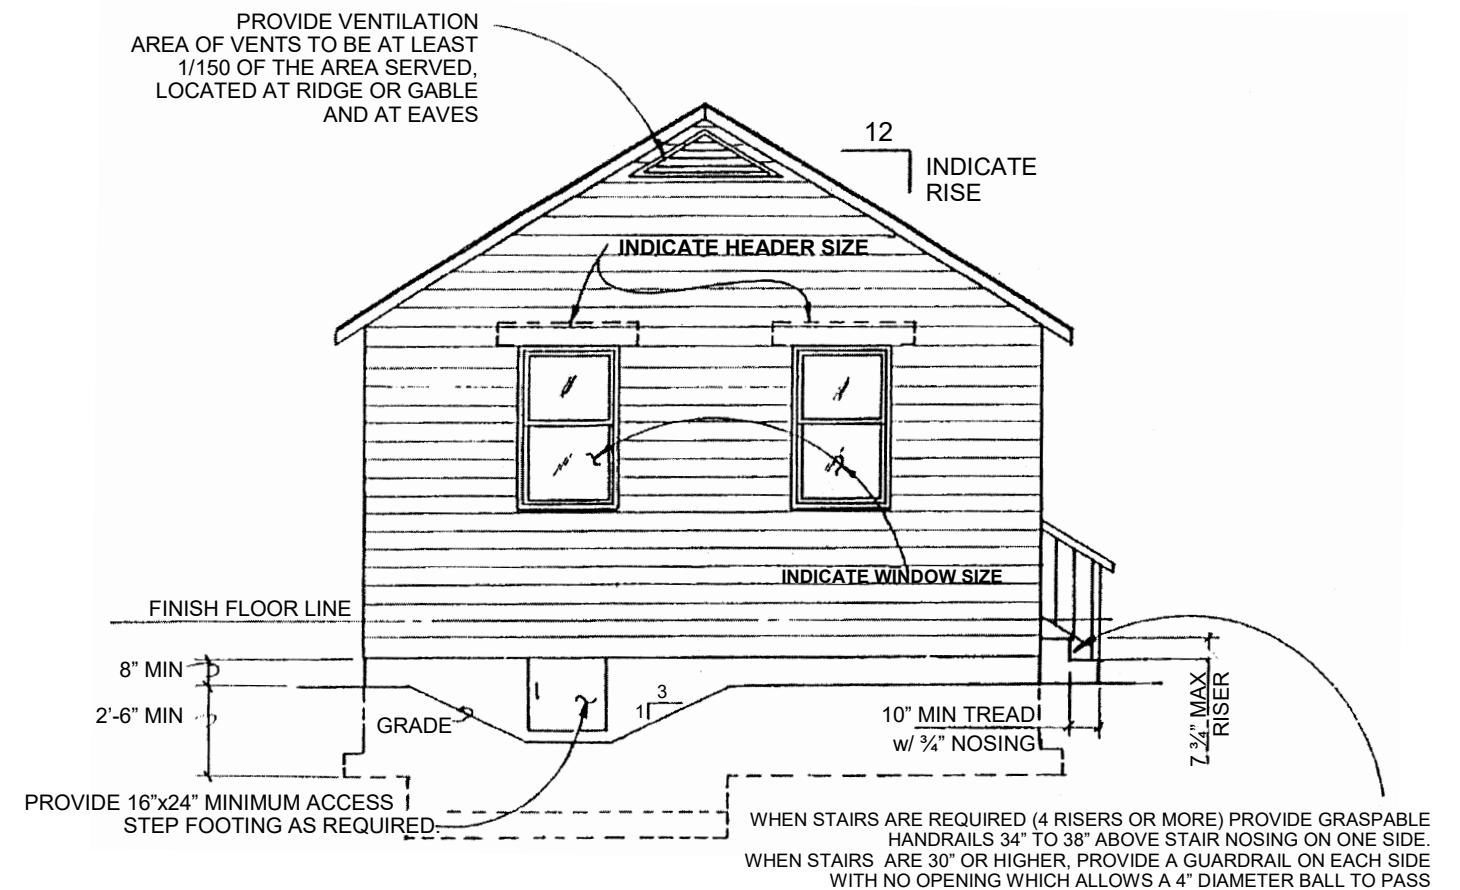 PROVIDE VENTILATION
AREA OF VENTS TO BE AT LEAST
1/150 OF THE AREA SERVED,
LOCATED AT RIDGE OR GABLE
AND AT EAVES
12
INDICATE
RISE
INDICATE HEADER SIZE
INDICATE WINDOW SIZE
FINISH FLOOR LINE
8” MIN
2’-6” MIN
GRADE
3
1
10” MIN TREAD
w/ ¾” NOSING
7 ¾” MAX
RISER
PROVIDE 16”x24” MINIMUM ACCESS
STEP FOOTING AS REQUIRED.
WHEN STAIRS ARE REQUIRED (4 RISERS OR MORE) PROVIDE GRASPABLE
HANDRAILS 34” TO 38” ABOVE STAIR NOSING ON ONE SIDE.
WHEN STAIRS ARE 30” OR HIGHER, PROVIDE A GUARDRAIL ON EACH SIDE
WITH NO OPENING WHICH ALLOWS A 4” DIAMETER BALL TO PASS